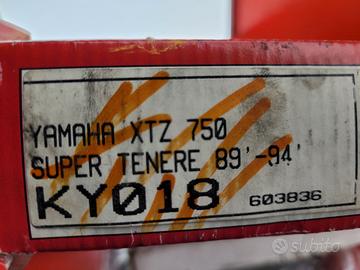 YAMAHA XTZ 750
SUPER TENERE 89'-94'
KY018 603836
subito